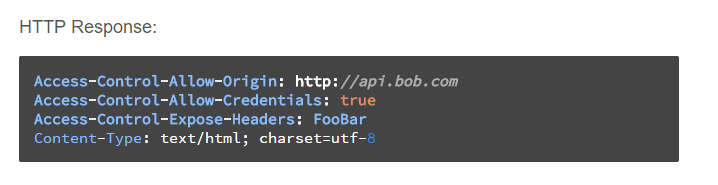 HTTP Response:
Access-Control-Allow-Origin: http://api.bob.com
Access-Control-Allow-Credentials: true
Access-Control-Expose-Headers: FooBar
Content-Type: text/html; charset=utf-8